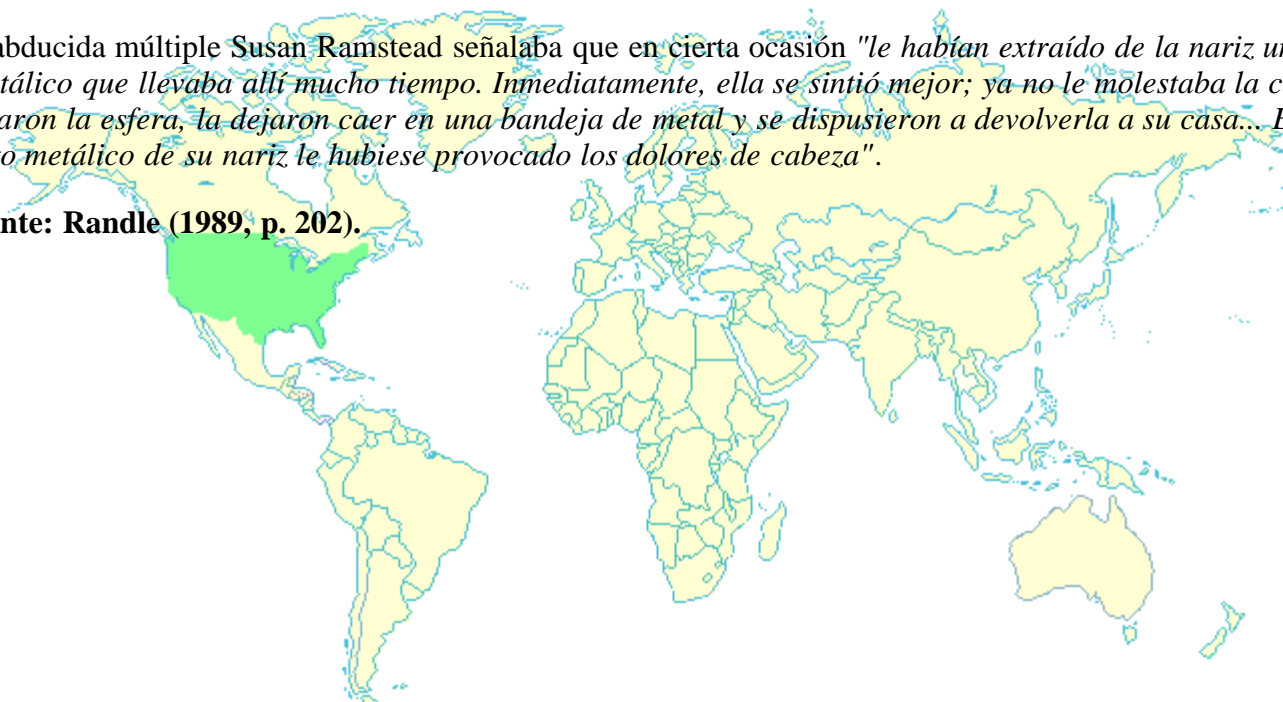 abducida múltiple Susan Ramstead señalaba que en cierta ocasión "le habían extraído de la nariz
tálico que llevaba allí mucho tiempo. Inmediatamente, ella se sintió mejor; ya no le molestaba la
aron la esfera, la dejaron caer en una bandeja de metal y se dispusieron a devolverla a su casa...
to metálico de su nariz le hubiese provocado los dolores de cabeza".
nte: Randle (1989, p. 202).